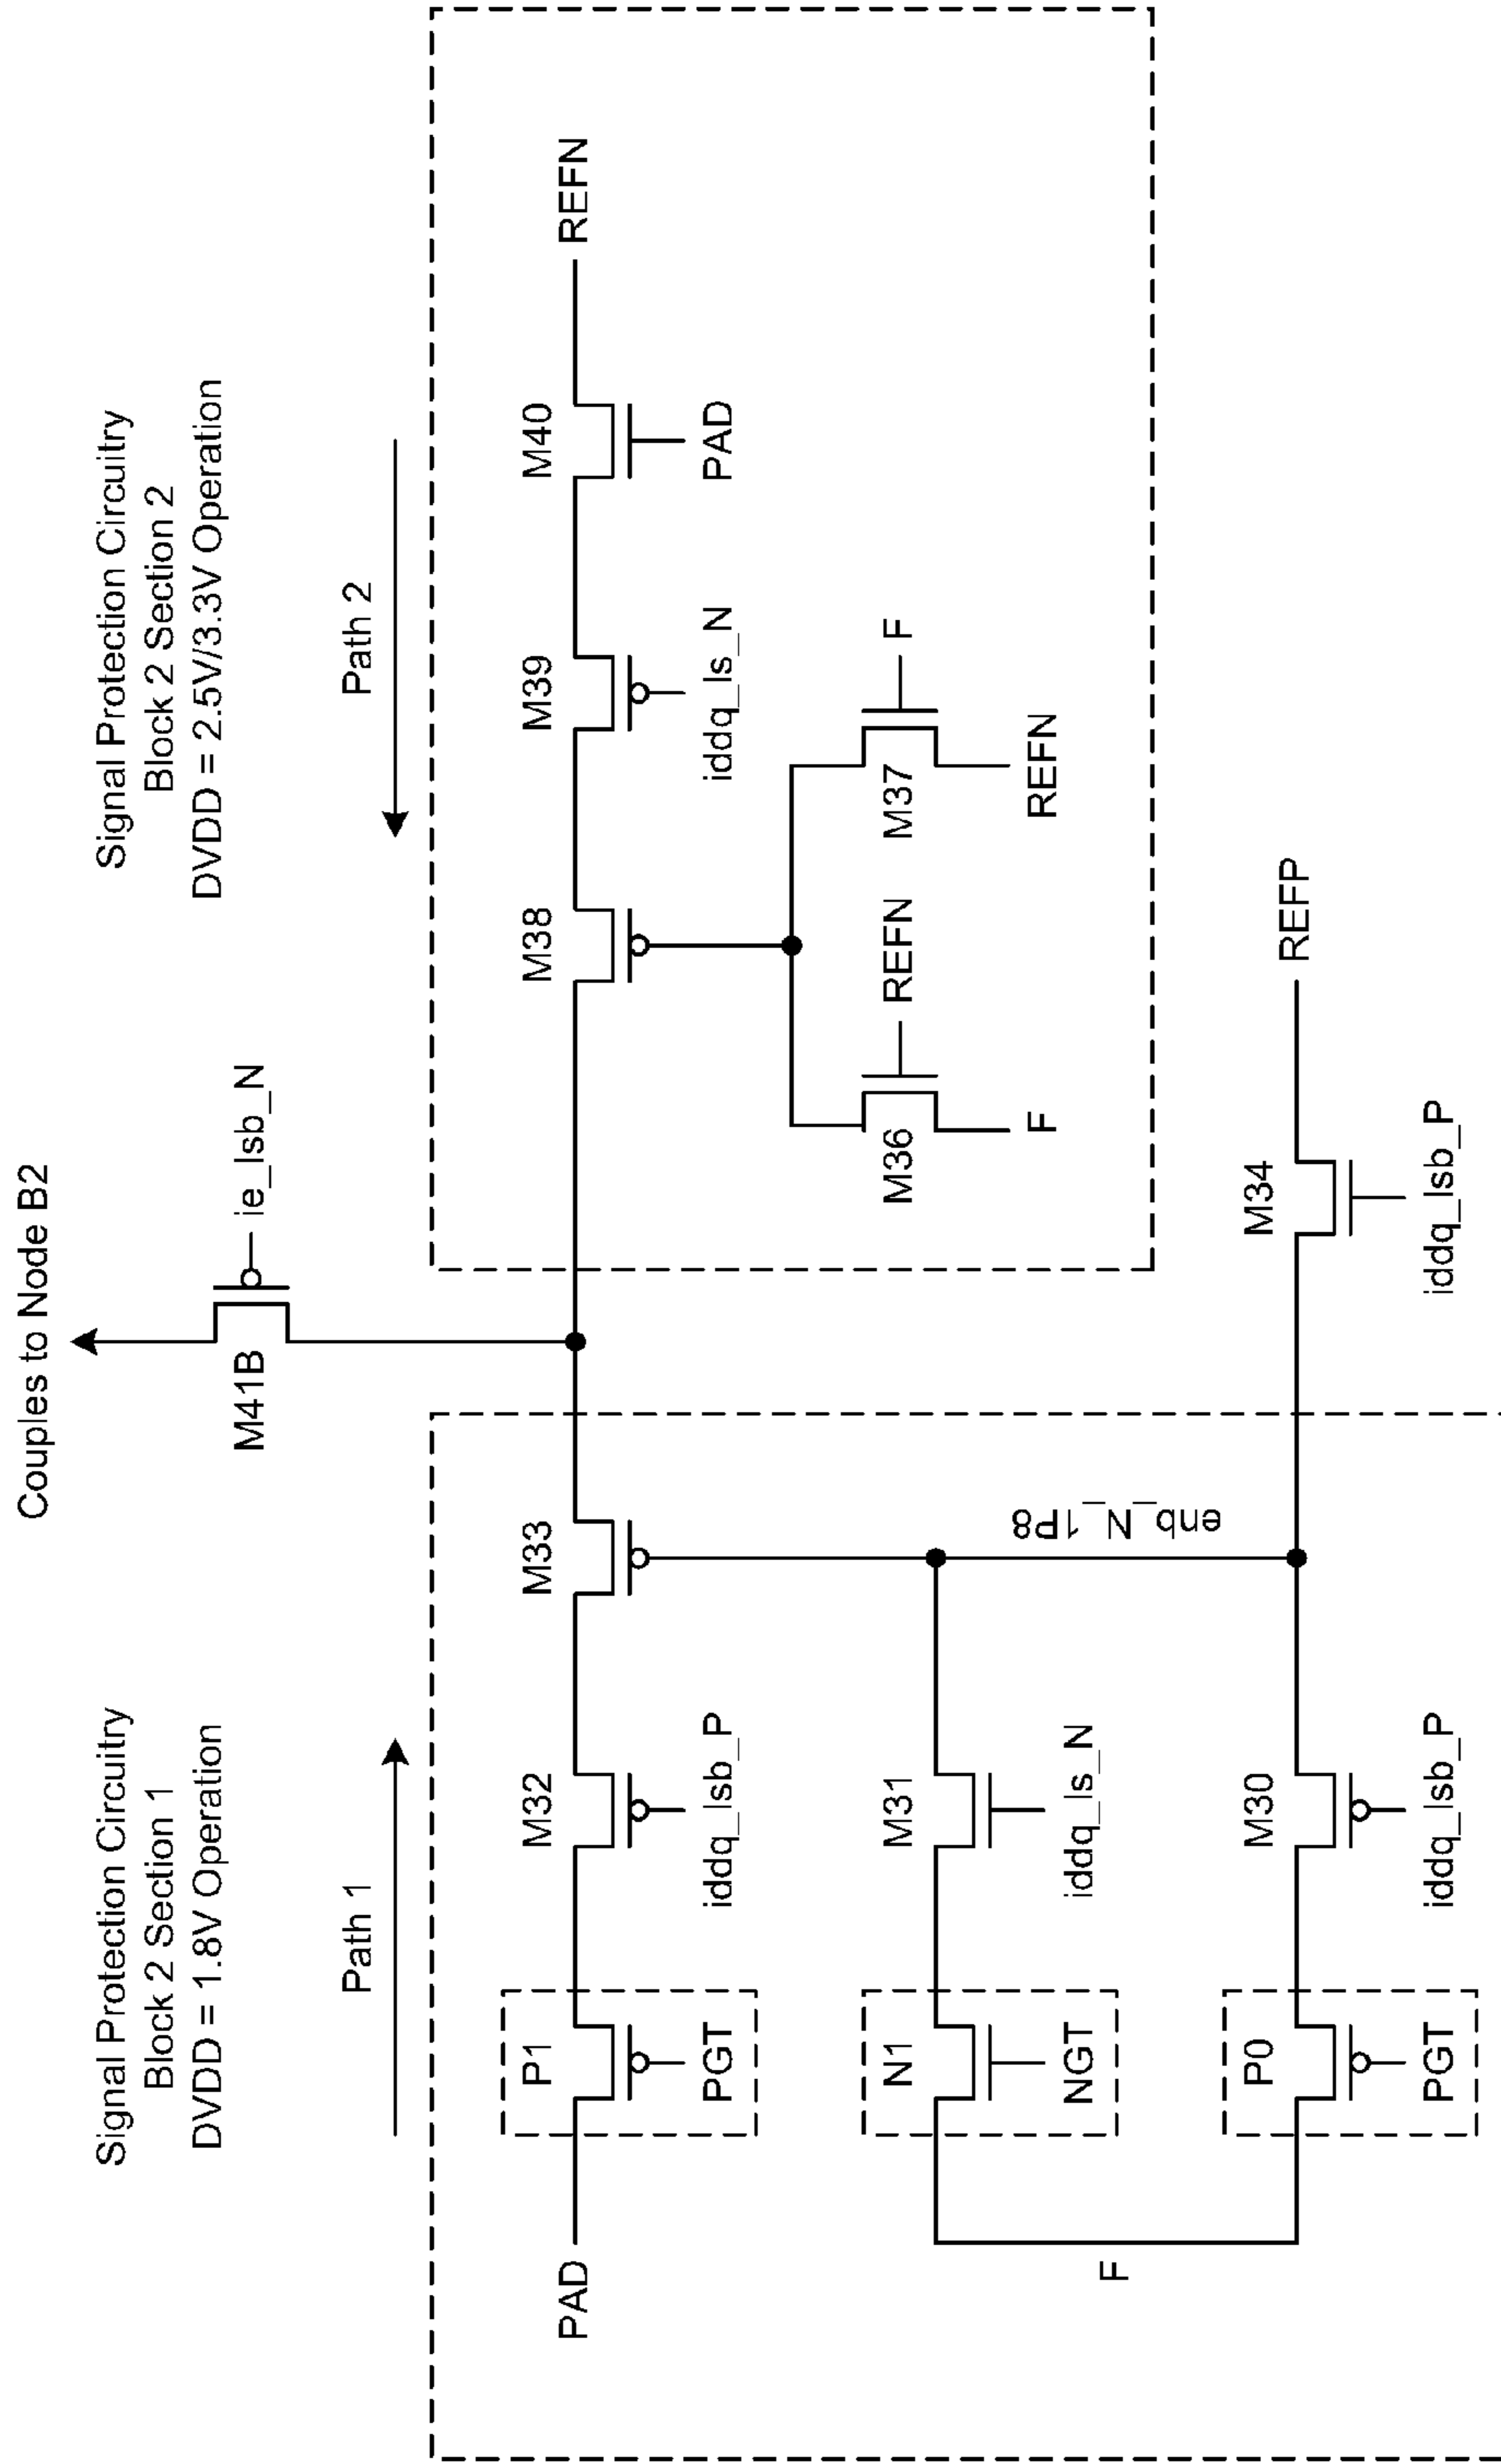 Couples to Node B2
M41B
ie_lsb_N
Signal Protection Circuitry
Block 2 Section 1
DVDD = 1.8V Operation
Signal Protection Circuitry
Block 2 Section 2
DVDD = 2.5V/3.3V Operation
Path 1
Path 2
PAD
P1
PGT
M32
iddq_lsb_P
M33
M38
M39
iddq_ls_N
M40
PAD
REFN
N1
NGT
M31
iddq_ls_N
enb_N_1P8
M36
REFN
F
M37
F
REFN
F
P0
PGT
M30
iddq_lsb_P
M34
iddq_lsb_P
REFP